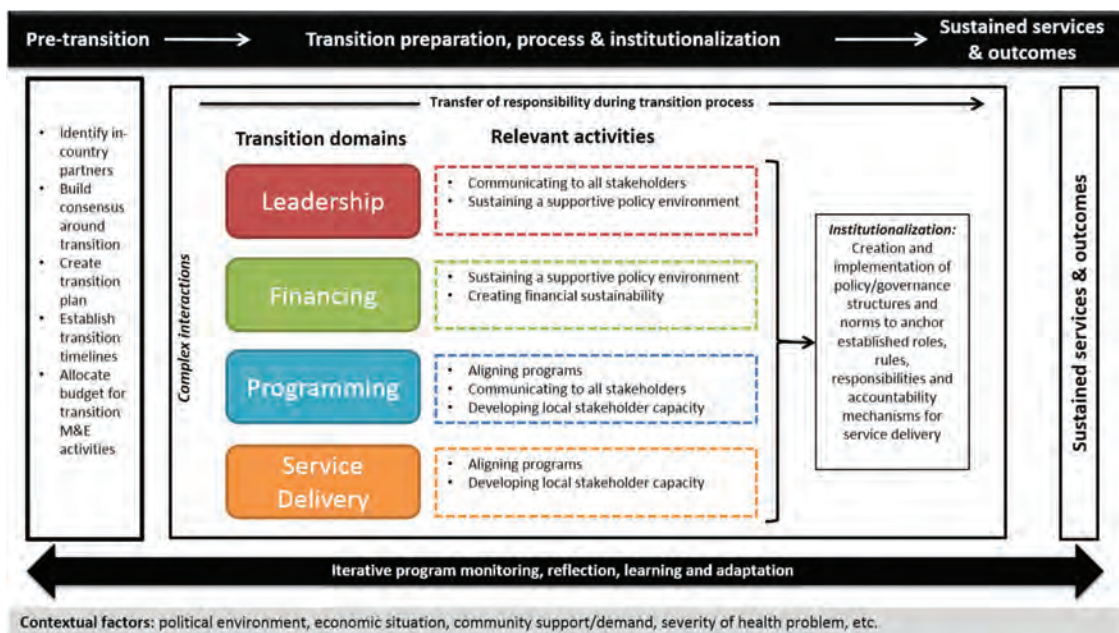 Pre-transition
Transition preparation, process & institutionalization
Sustained services
& outcomes
• Identify in-
country
partners
• Build
consensus
around
transition
• Create
transition
plan
• Establish
transition
timelines
• Allocate
budget for
transition
M&E
activities
Transfer of responsibility during transition process
Complex interactions
Transition domains
Relevant activities
Leadership
• Communicating to all stakeholders
• Sustaining a supportive policy environment
Financing
• Sustaining a supportive policy environment
• Creating financial sustainability
Programming
• Aligning programs
• Communicating to all stakeholders
• Developing local stakeholder capacity
Service
Delivery
• Aligning programs
• Developing local stakeholder capacity
Institutionalization:
Creation and
implementation of
policy/governance
structures and
norms to anchor
established roles,
rules,
responsibilities and
accountability
mechanisms for
service delivery
Sustained services & outcomes
Iterative program monitoring, reflection, learning and adaptation
Contextual factors: political environment, economic situation, community support/demand, severity of health problem, etc.